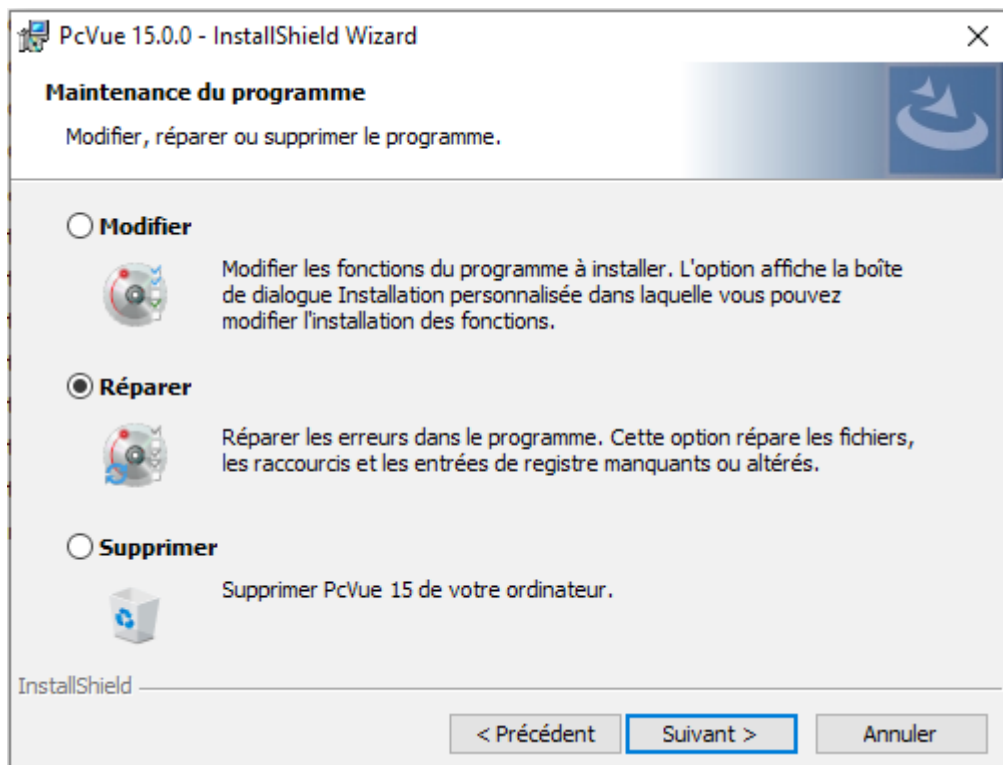 PcVue 15.0.0 - InstallShield Wizard
Maintenance du programme
Modifier, réparer ou supprimer le programme.
Modifier
Modifier les fonctions du programme à installer. L'option affiche la boîte
de dialogue Installation personnalisée dans laquelle vous pouvez
modifier l'installation des fonctions.
Réparer
Réparer les erreurs dans le programme. Cette option répare les fichiers,
les raccourcis et les entrées de registre manquants ou altérés.
Supprimer
Supprimer PcVue 15 de votre ordinateur.
InstallShield
< Précédent Suivant > Annuler